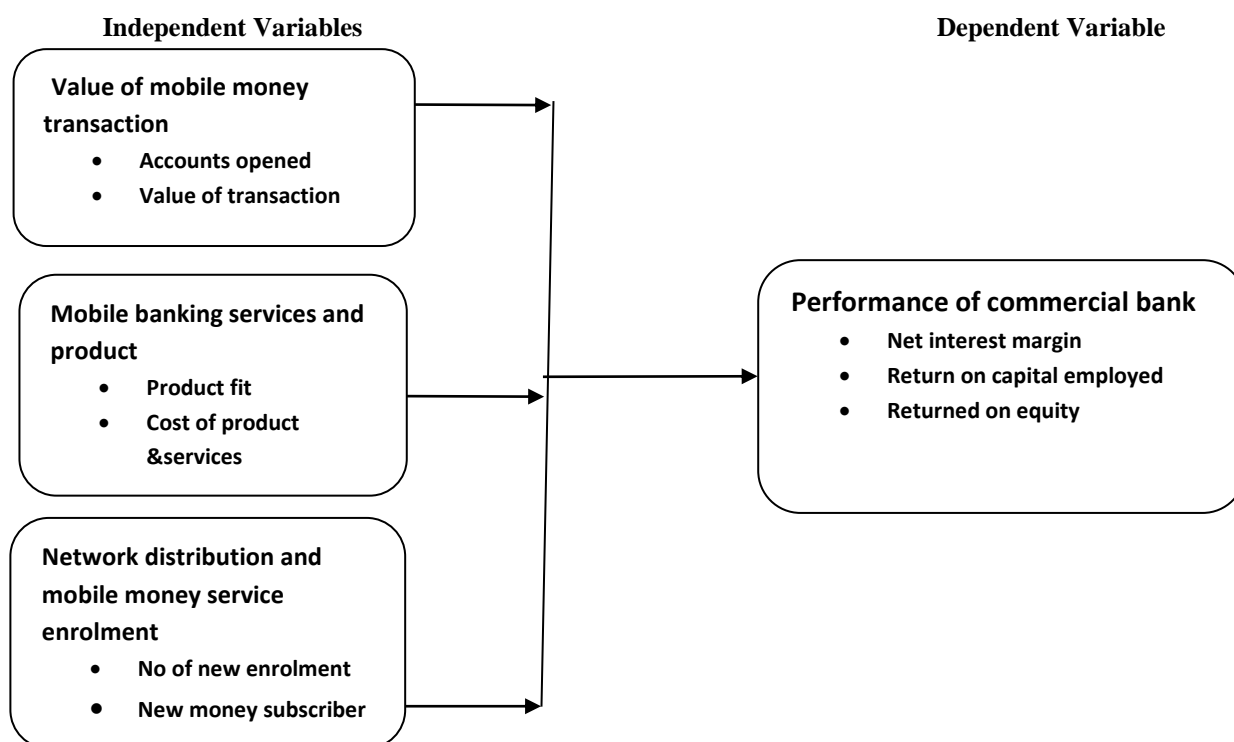 Independent Variables
Dependent Variable
Value of mobile money
transaction
• Accounts opened
• Value of transaction
Mobile banking services and
product
• Product fit
• Cost of product
&services
Network distribution and
mobile money service
enrolment
• No of new enrolment
• New money subscriber
Performance of commercial bank
• Net interest margin
• Return on capital employed
• Returned on equity